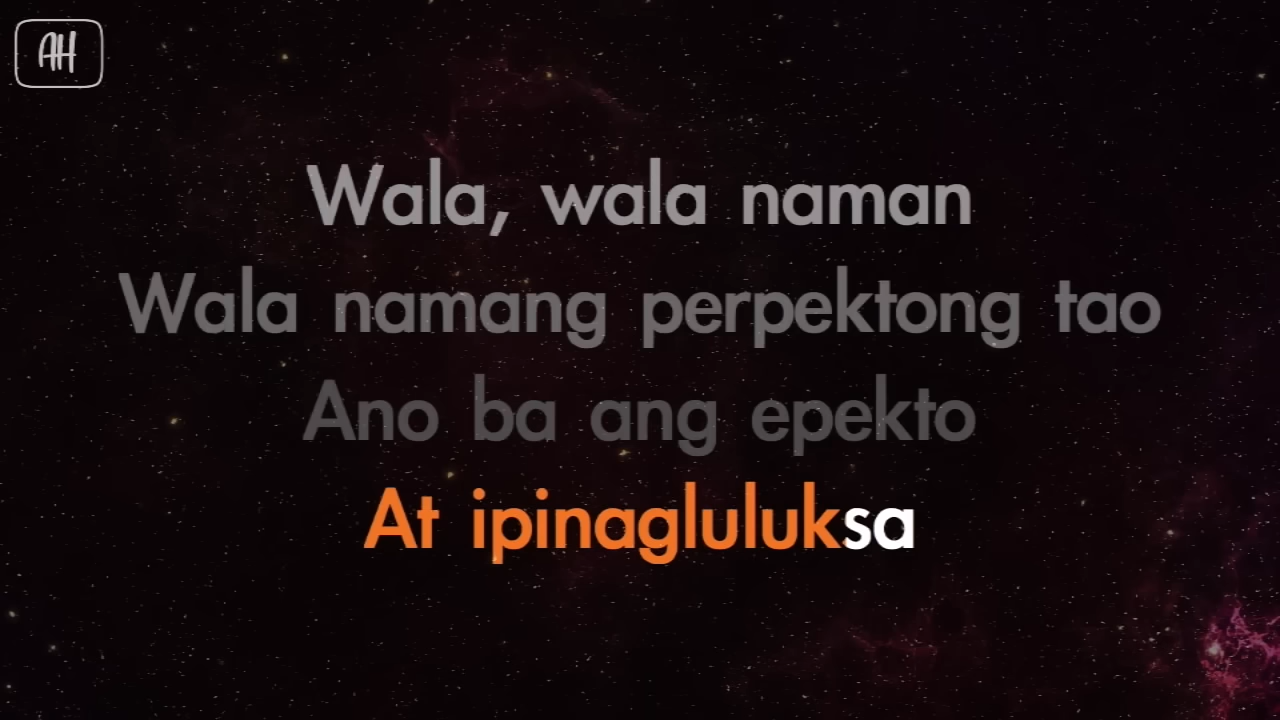 AH
Wala, wala naman
Wala namang perpektong tao
Ano ba ang epekto
At ipinagluluksa